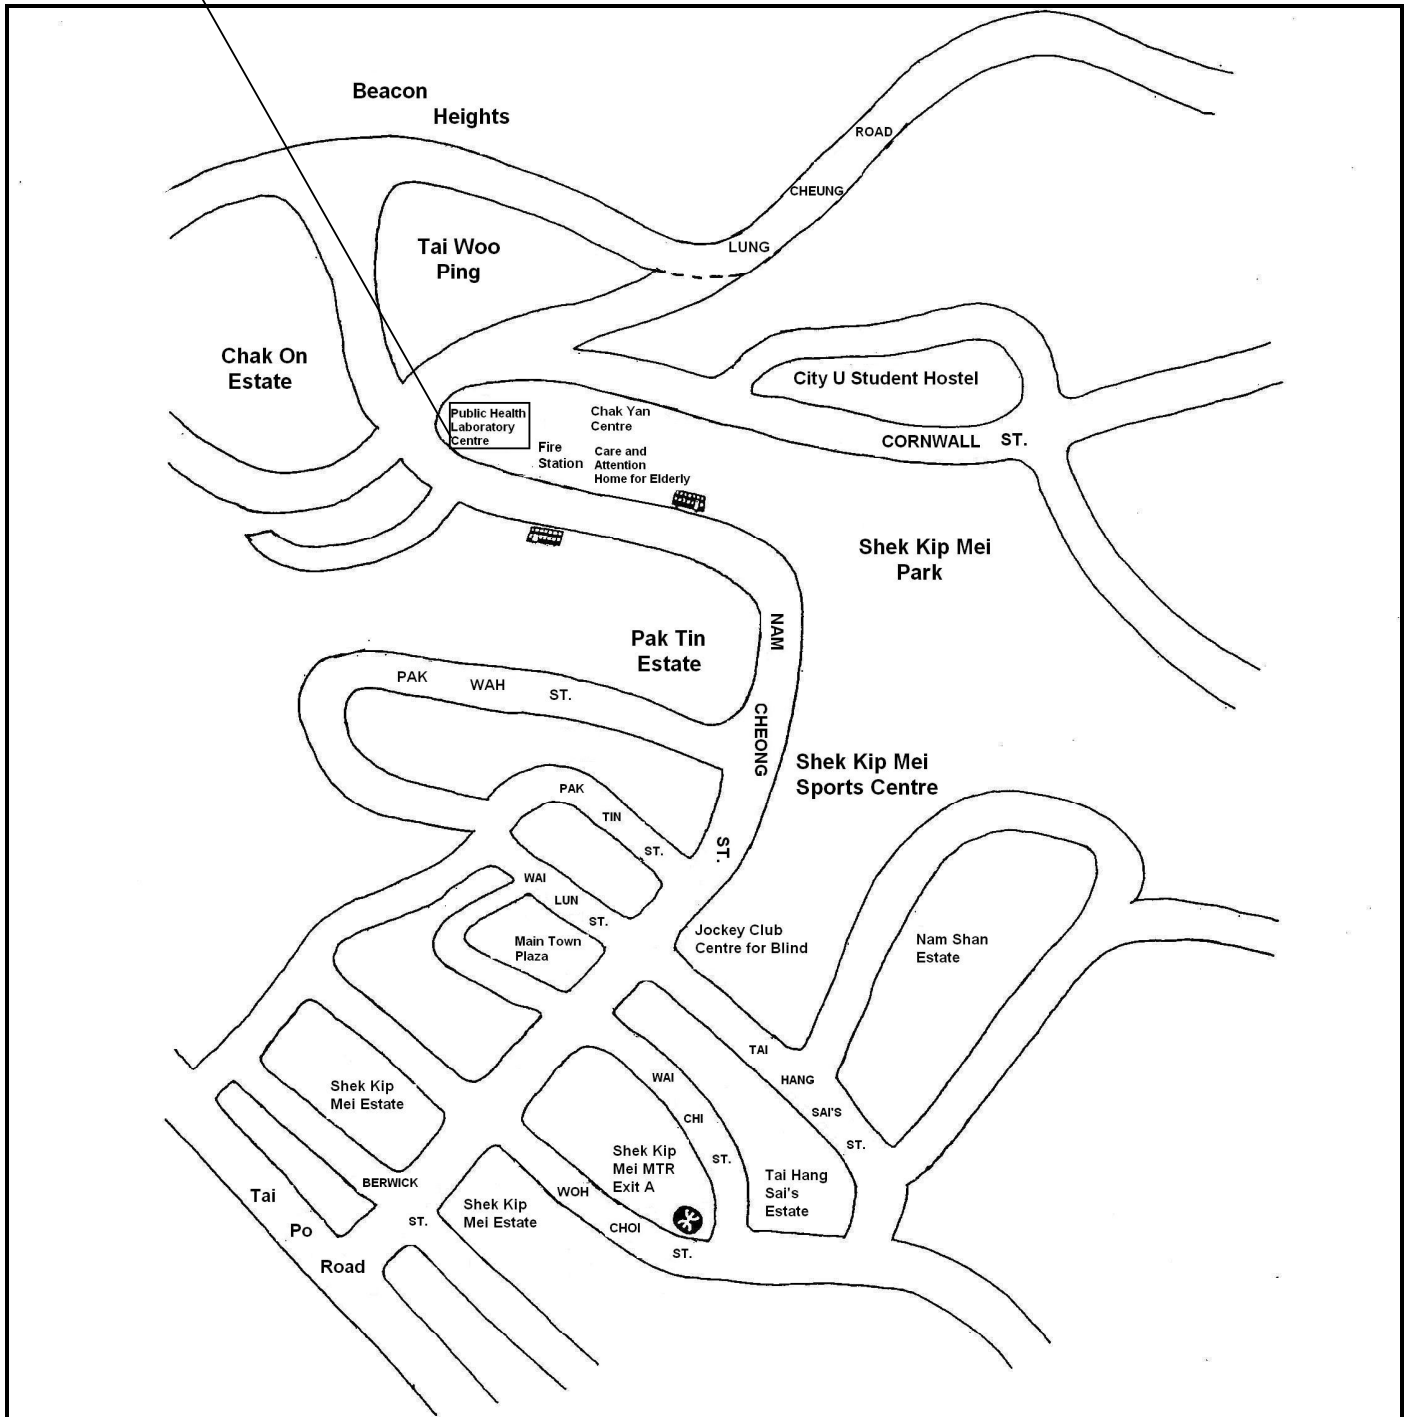 Beacon
Heights
ROAD
CHEUNG
LUNG
Tai Woo
Ping
Chak On
Estate
City U Student Hostel
CORNWALL ST.
Public Health
Laboratory
Centre
Chak Yan
Centre
Fire
Station
Care and
Attention
Home for Elderly
Shek Kip Mei
Park
NAM
CHEONG
ST.
Pak Tin
Estate
PAK WAH ST.
Shek Kip Mei
Sports Centre
PAK
TIN
ST.
WAI
LUN
ST.
Main Town
Plaza
Jockey Club
Centre for Blind
Nam Shan
Estate
TAI
HANG
SAI'S
ST.
WAI
CHI
ST.
Shek Kip
Mei Estate
Shek Kip
Mei MTR
Exit A
Tai Hang
Sai's
Estate
BERWICK
ST.
Shek Kip
Mei Estate
WOH
CHOI
ST.
Tai
Po
Road